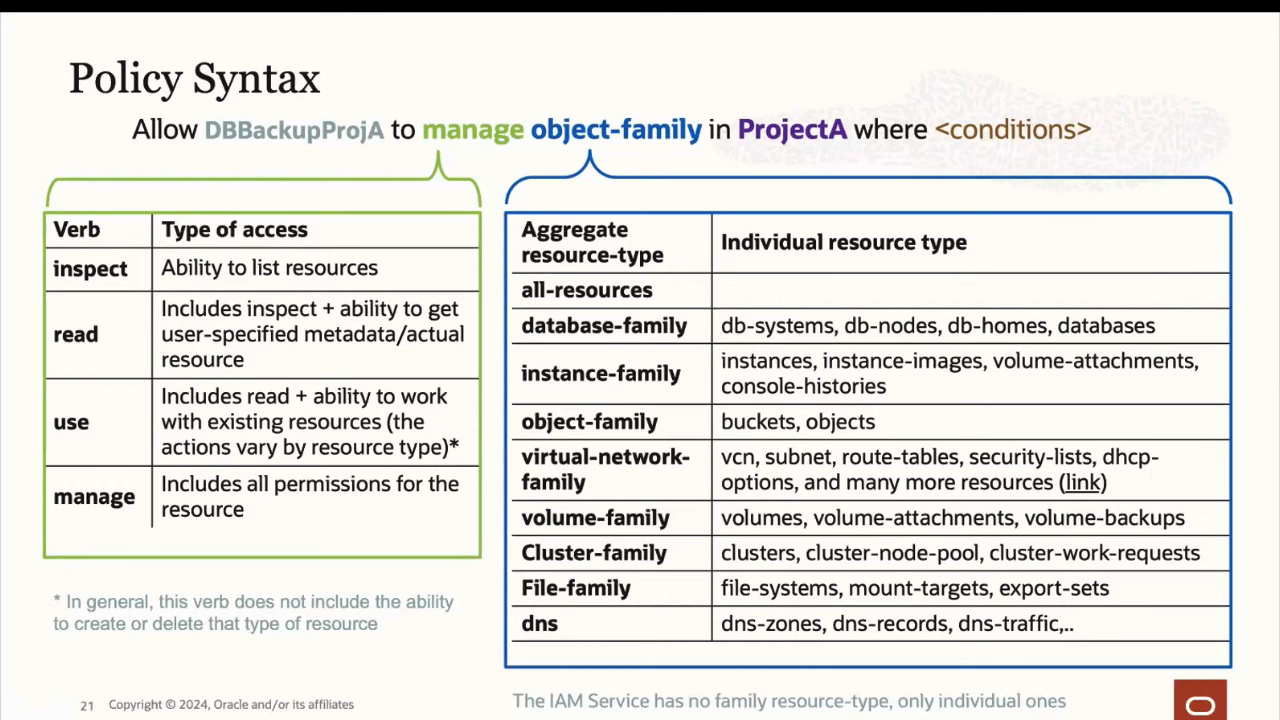 Policy Syntax
Allow DBBackupProjA to manage object-family in ProjectA where <conditions>
Verb
Type of access
inspect
Ability to list resources
read
Includes inspect + ability to get
user-specified metadata/actual
resource
use
Includes read + ability to work
with existing resources (the
actions vary by resource type)*
manage
Includes all permissions for the
resource
* In general, this verb does not include the ability
to create or delete that type of resource
Aggregate
resource-type
Individual resource type
all-resources
database-family
db-systems, db-nodes, db-homes, databases
instance-family
instances, instance-images, volume-attachments,
console-histories
object-family
buckets, objects
virtual-network-
family
vcn, subnet, route-tables, security-lists, dhcp-
options, and many more resources (link)
volume-family
volumes, volume-attachments, volume-backups
Cluster-family
clusters, cluster-node-pool, cluster-work-requests
File-family
file-systems, mount-targets, export-sets
dns
dns-zones, dns-records, dns-traffic,..
21
Copyright © 2024, Oracle and/or its affiliates
The IAM Service has no family resource-type, only individual ones